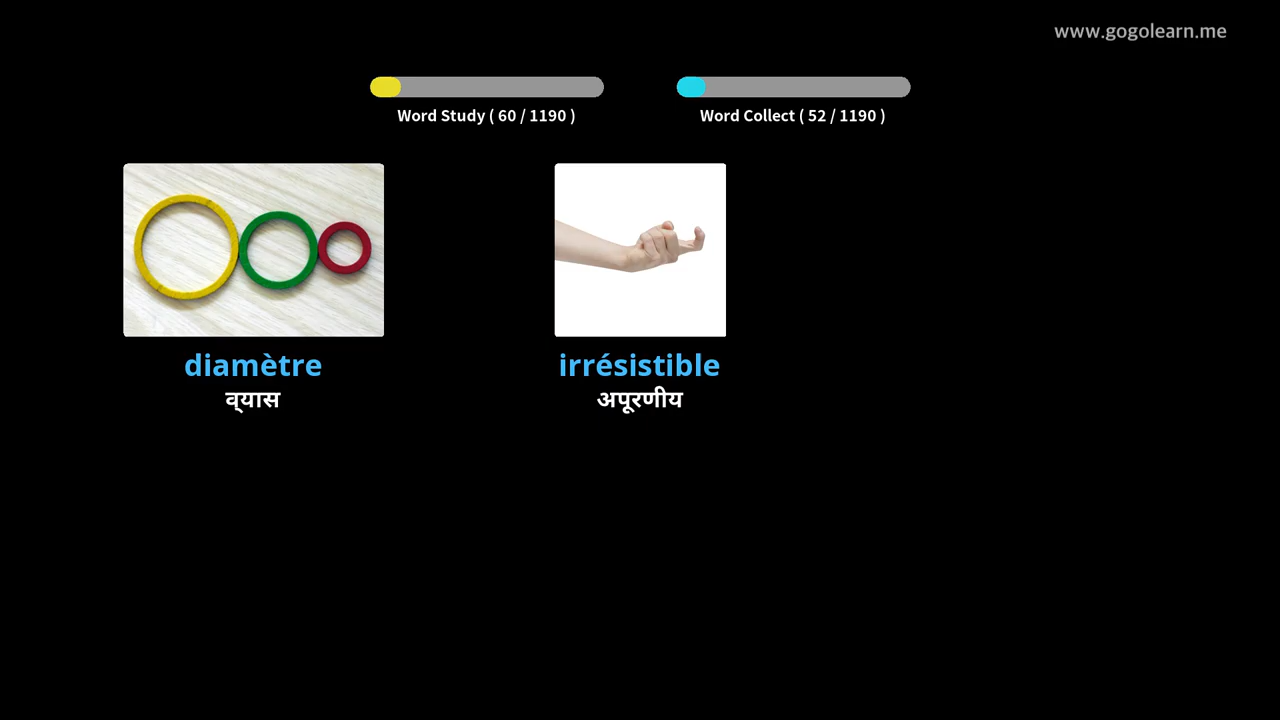 www.gogolearn.me
Word Study ( 60 / 1190 )
Word Collect ( 52 / 1190 )
diamètre
व्यास
irrésistible
अपूरणीय